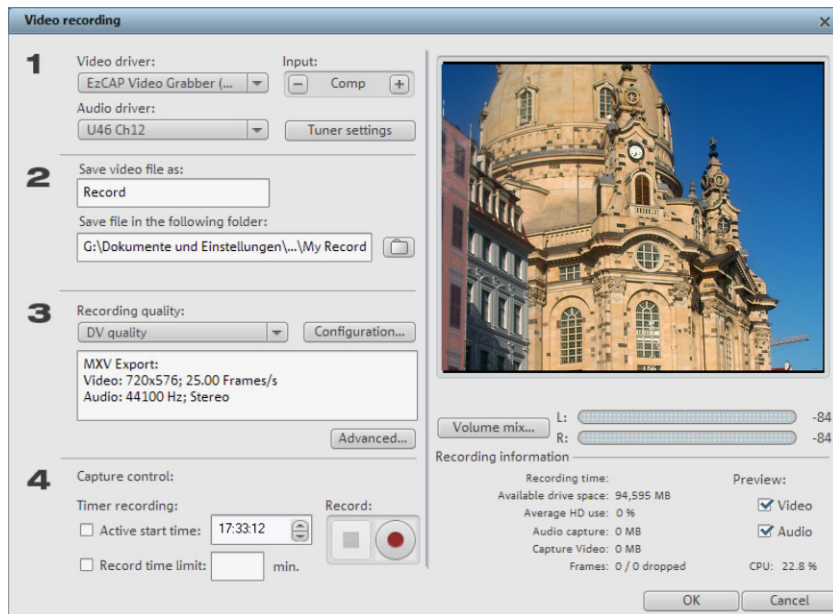 Video recording
1
Video driver:
Input:
EzCAP Video Grabber (...
Comp
Audio driver:
U46 Ch12
Tuner settings
2
Save video file as:
Record
Save file in the following folder:
G:\Dokumente und Einstellungen\...\My Record
3
Recording quality:
DV quality
Configuration...
MXV Export:
Video: 720x576; 25.00 Frames/s
Audio: 44100 Hz; Stereo
Advanced...
4
Capture control:
Timer recording:
Record:
Active start time:
17:33:12
Record time limit:
min.
Volume mix...
L:
-84
R:
-84
Recording information
Recording time:
Available drive space: 94,595 MB
Average HD use: 0 %
Audio capture: 0 MB
Capture Video: 0 MB
Frames: 0 / 0 dropped
Preview:
Video
Audio
CPU: 22.8 %
OK
Cancel